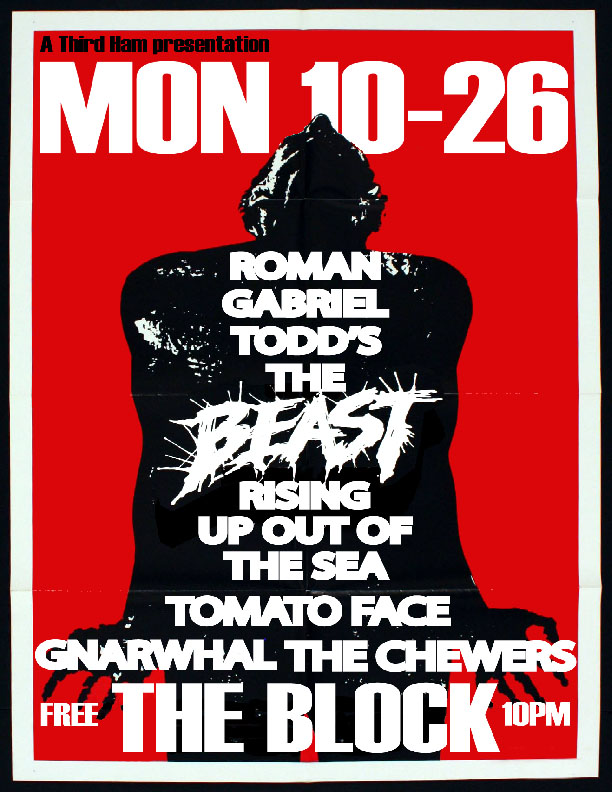 A Third Ham presentation
MON 10-26
ROMAN
GABRIEL
TODD'S
THE
BEAST
RISING
UP OUT OF
THE SEA
TOMATO FACE
GNARWHAL THE CHEWERS
FREE THE BLOCK 10PM